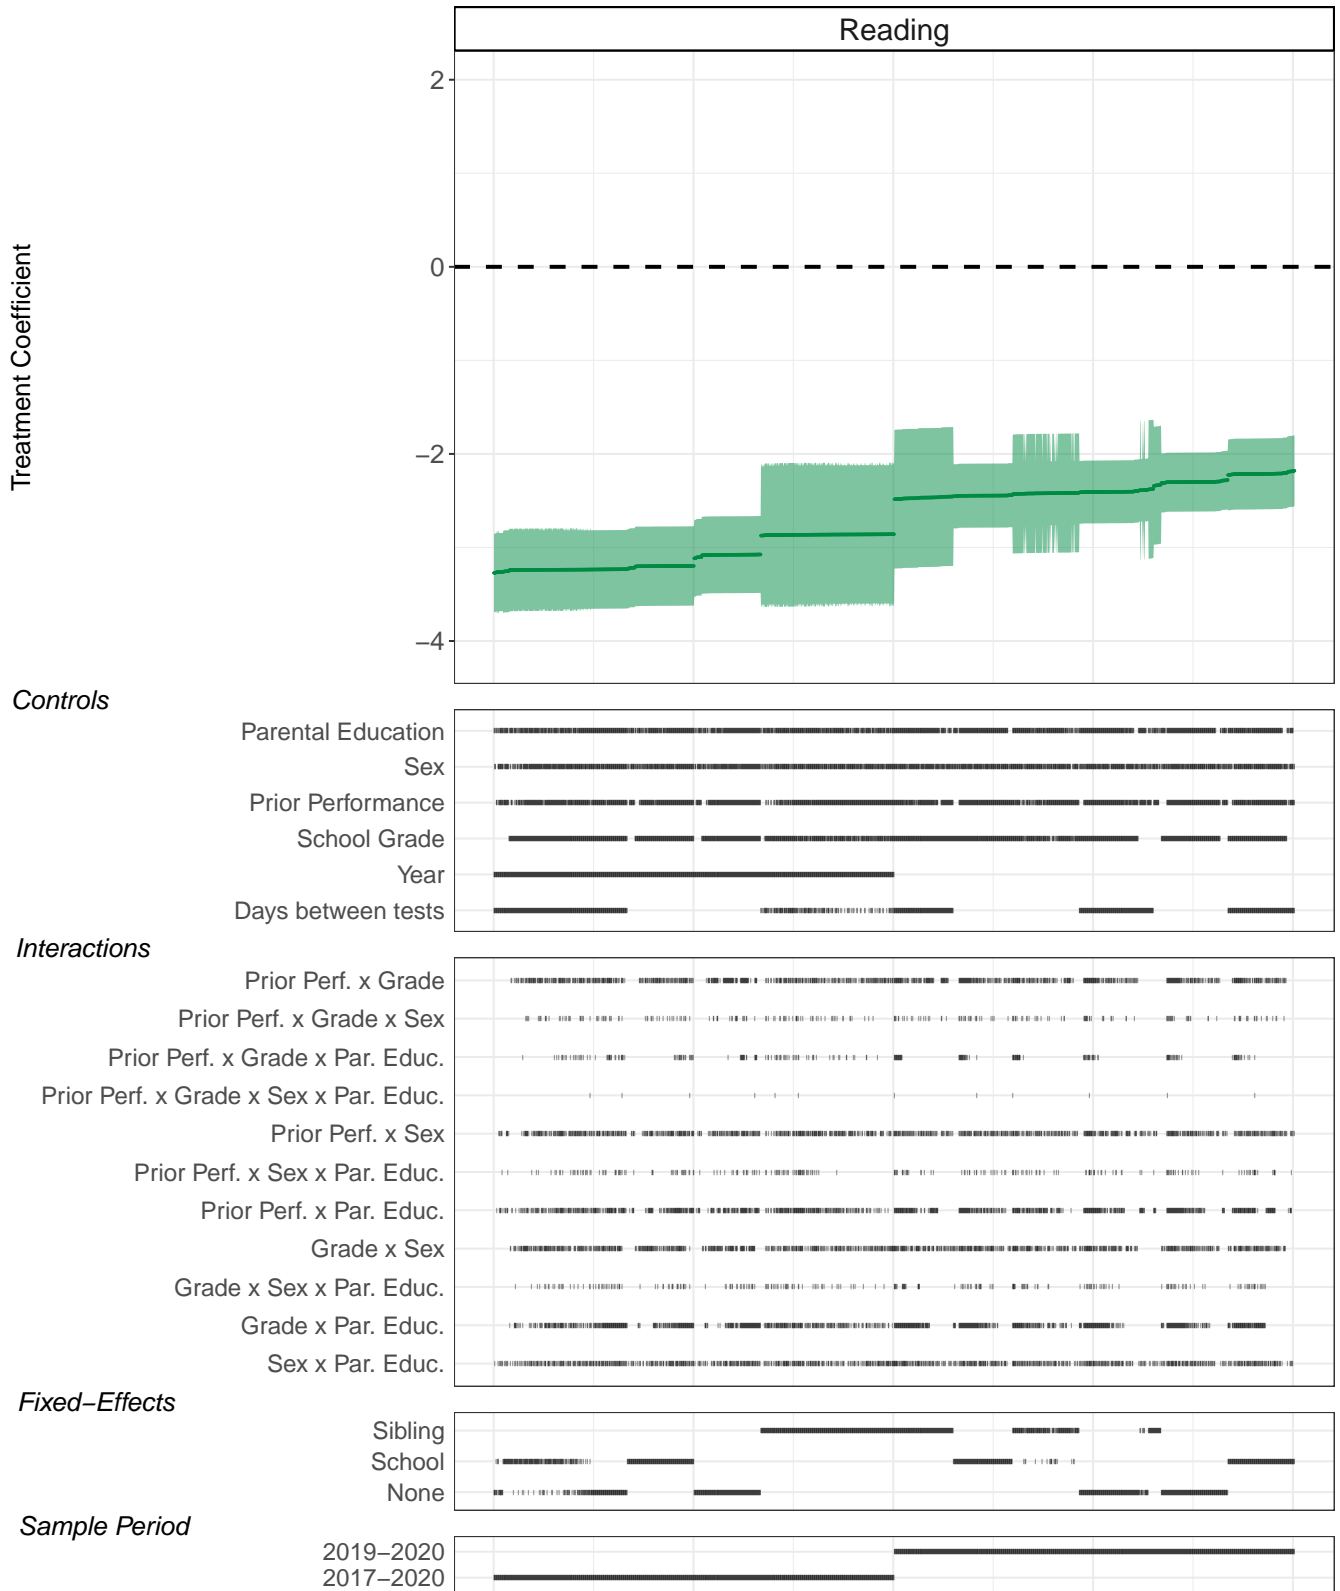 Reading
2
0
−2
−4
Treatment Coefficient
Controls
Parental Education
Sex
Prior Performance
School Grade
Year
Days between tests
Interactions
Prior Perf. x Grade
Prior Perf. x Grade x Sex
Prior Perf. x Grade x Par. Educ.
Prior Perf. x Grade x Sex x Par. Educ.
Prior Perf. x Sex
Prior Perf. x Sex x Par. Educ.
Prior Perf. x Par. Educ.
Grade x Sex
Grade x Sex x Par. Educ.
Grade x Par. Educ.
Sex x Par. Educ.
Fixed−Effects
Sibling
School
None
Sample Period
2019−2020
2017−2020